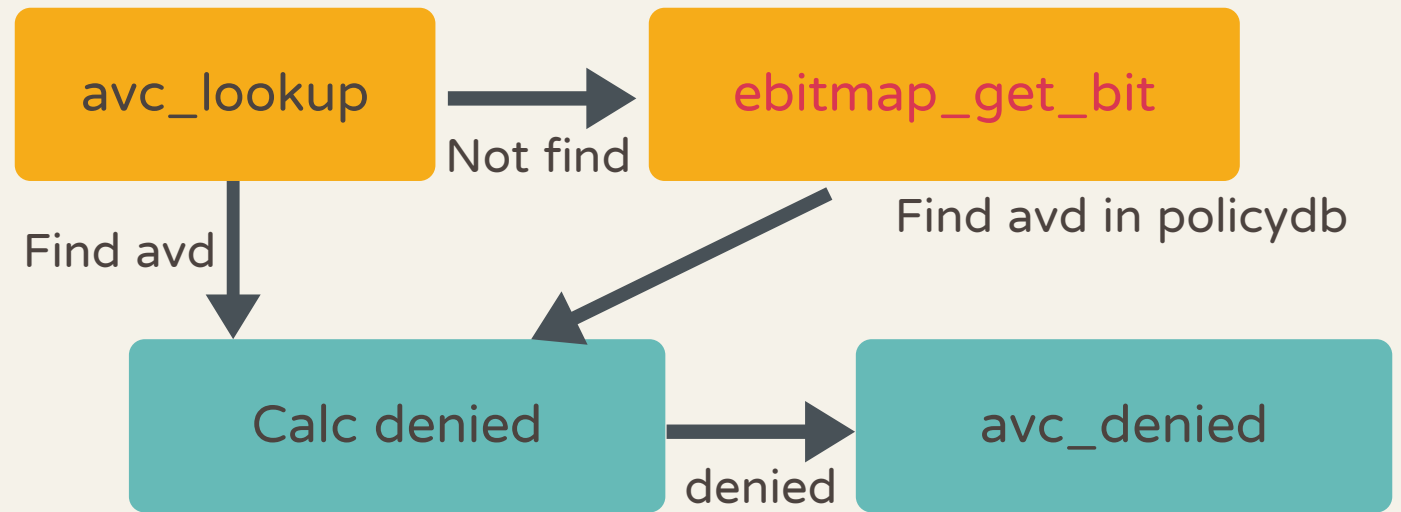 avc_lookup
ebitmap_get_bit
Not find
Find avd
Find avd in policydb
Calc denied
avc_denied
denied